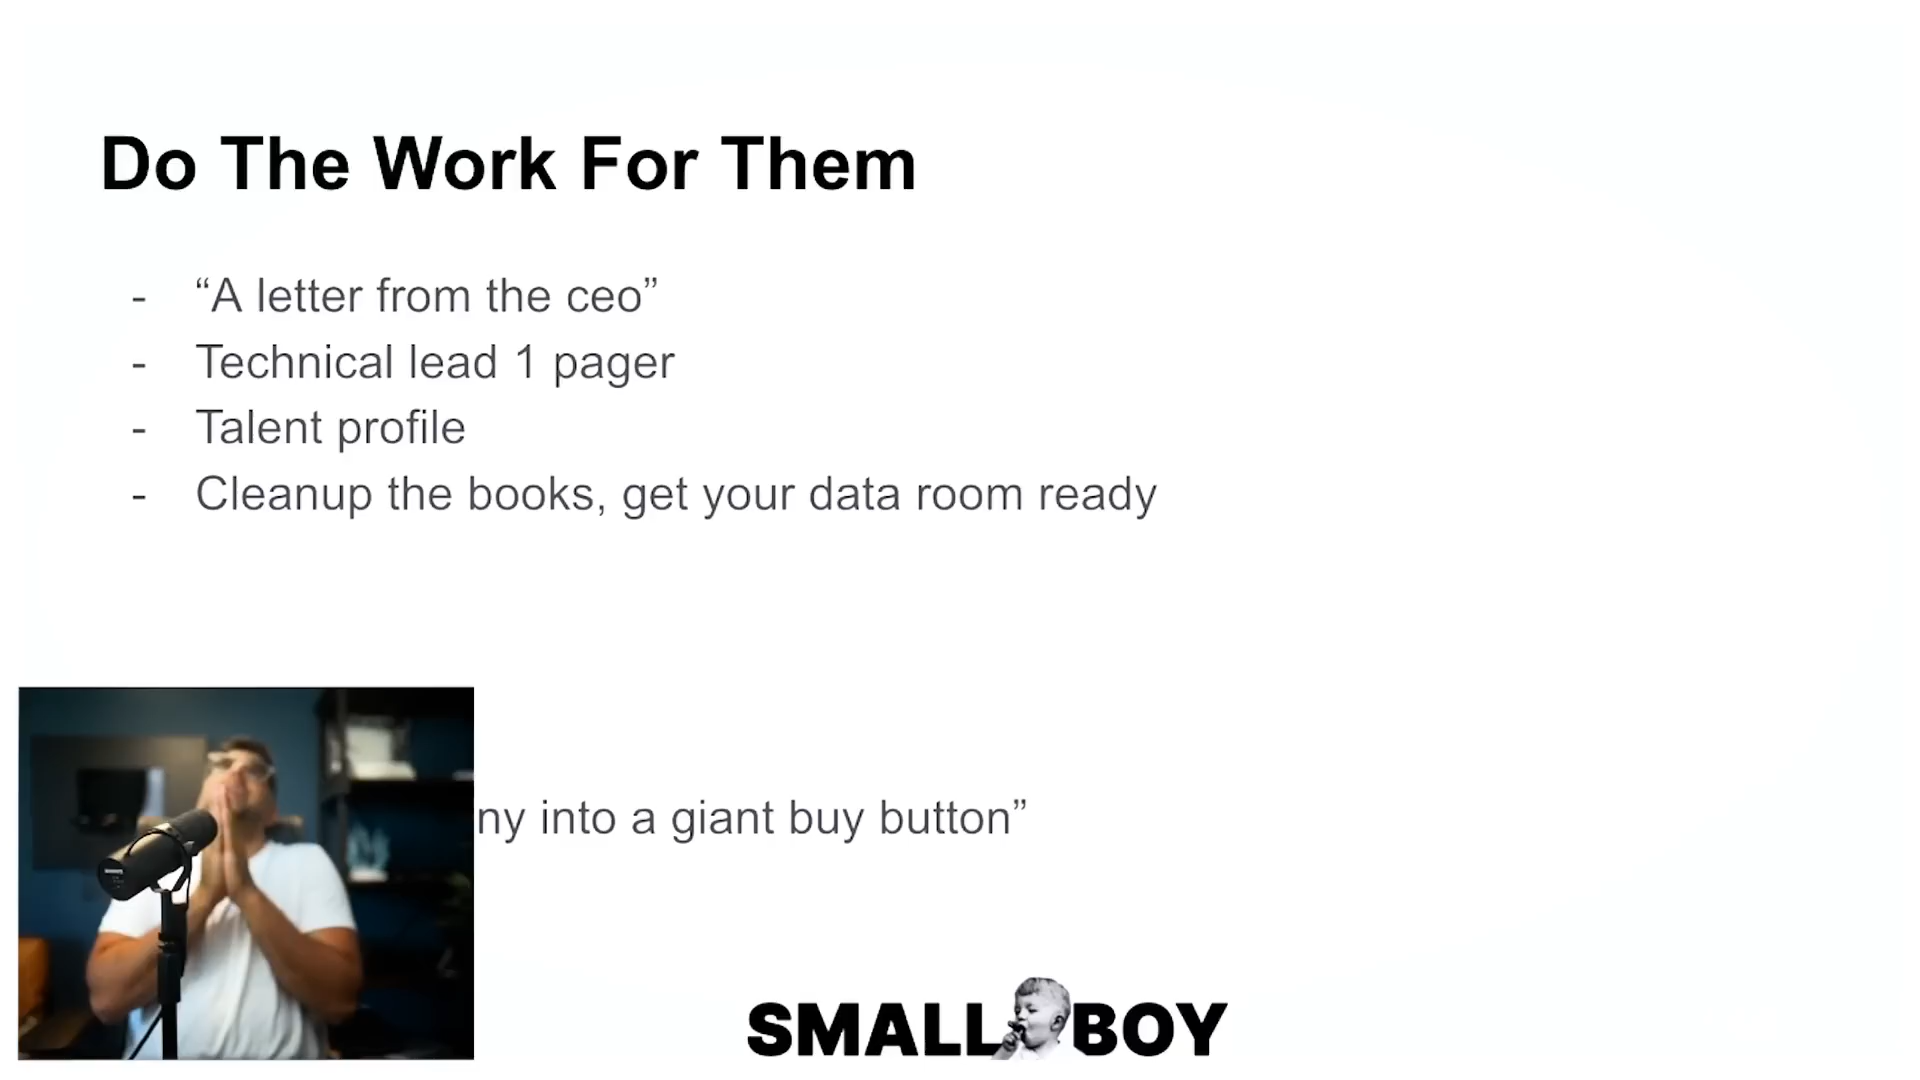 Do The Work For Them
- “A letter from the ceo”
- Technical lead 1 pager
- Talent profile
- Cleanup the books, get your data room ready
ny into a giant buy button”
SMALL BOY